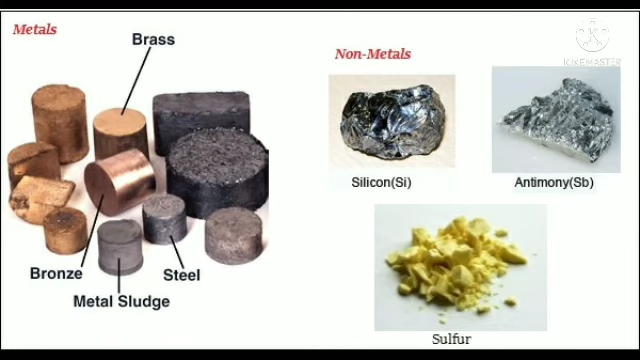 Metals
Brass
Bronze
Steel
Metal Sludge
Non-Metals
KINEMASTER
Silicon(Si)
Antimony(Sb)
Sulfur